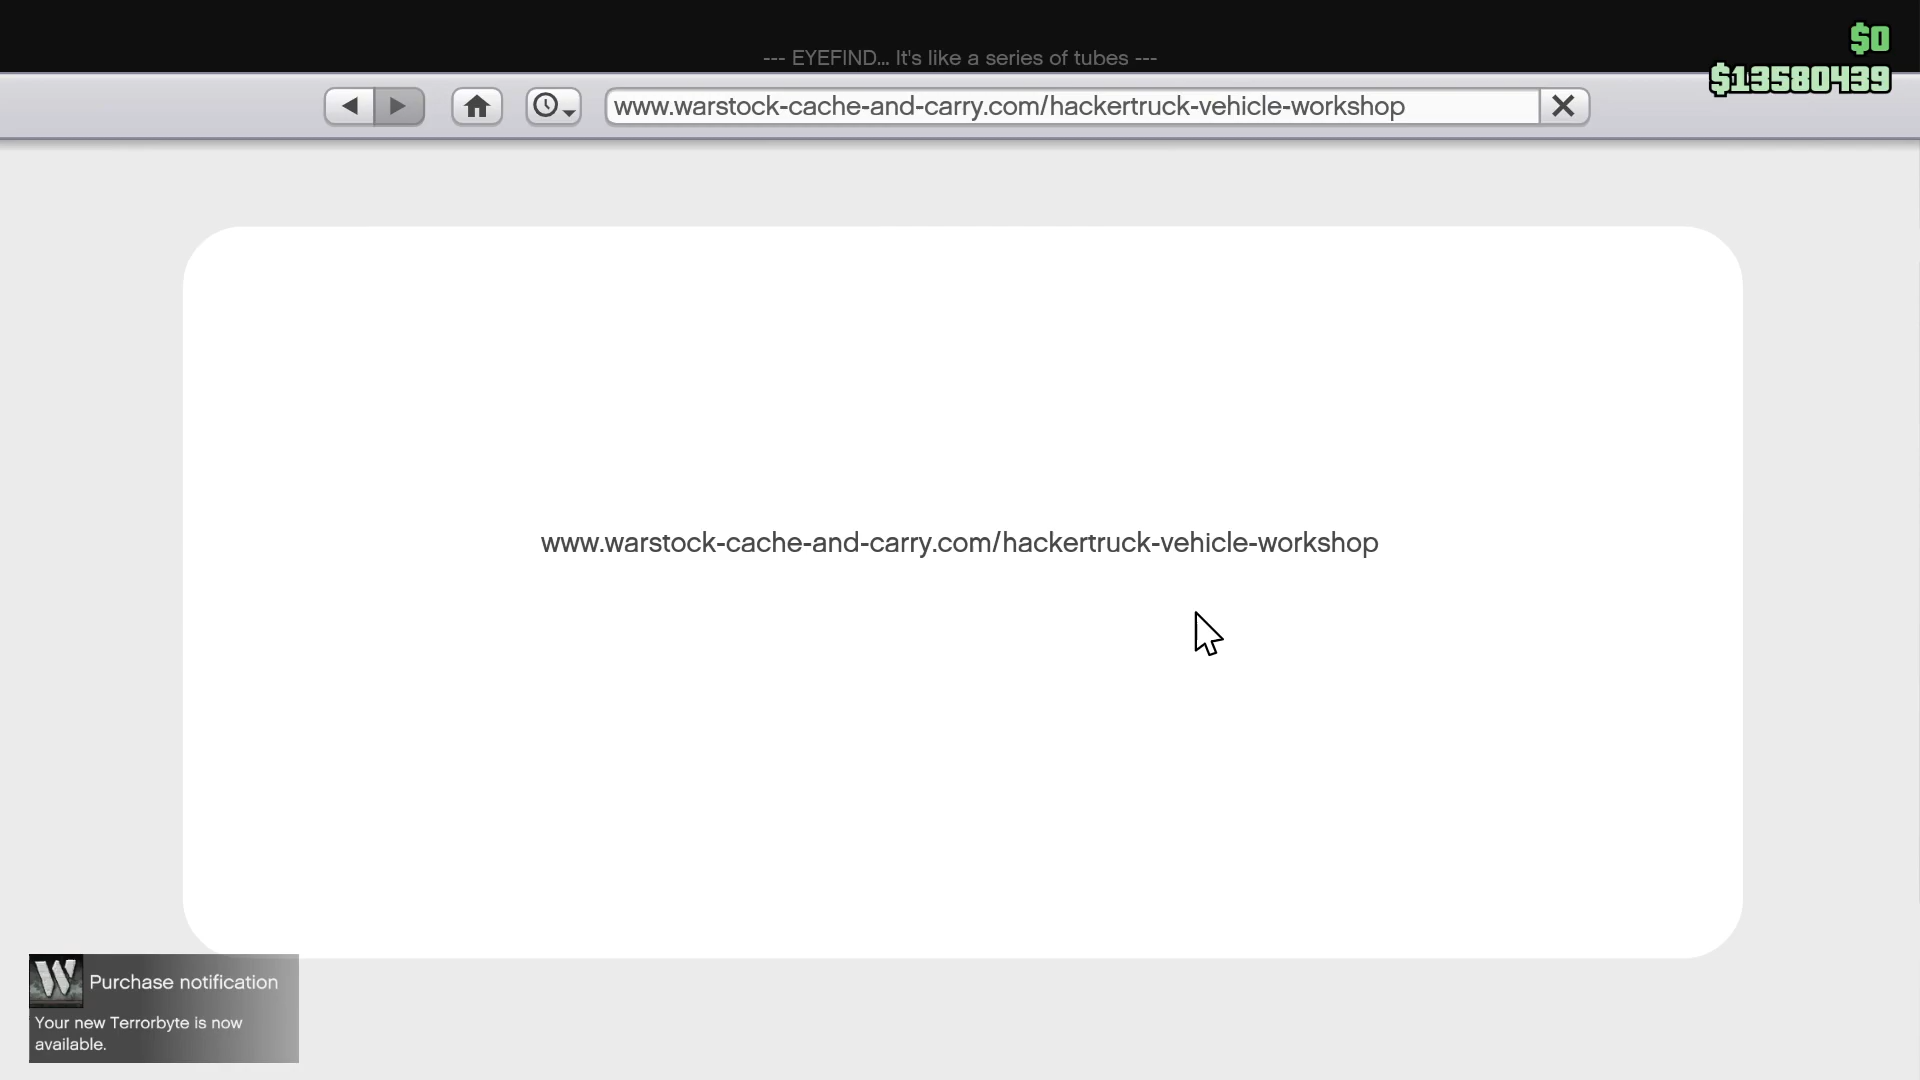 $0
--- EYEFIND... It's like a series of tubes ---
$13580439
www.warstock-cache-and-carry.com/hackertruck-vehicle-workshop
www.warstock-cache-and-carry.com/hackertruck-vehicle-workshop
W Purchase notification
Your new Terrorbyte is now
available.